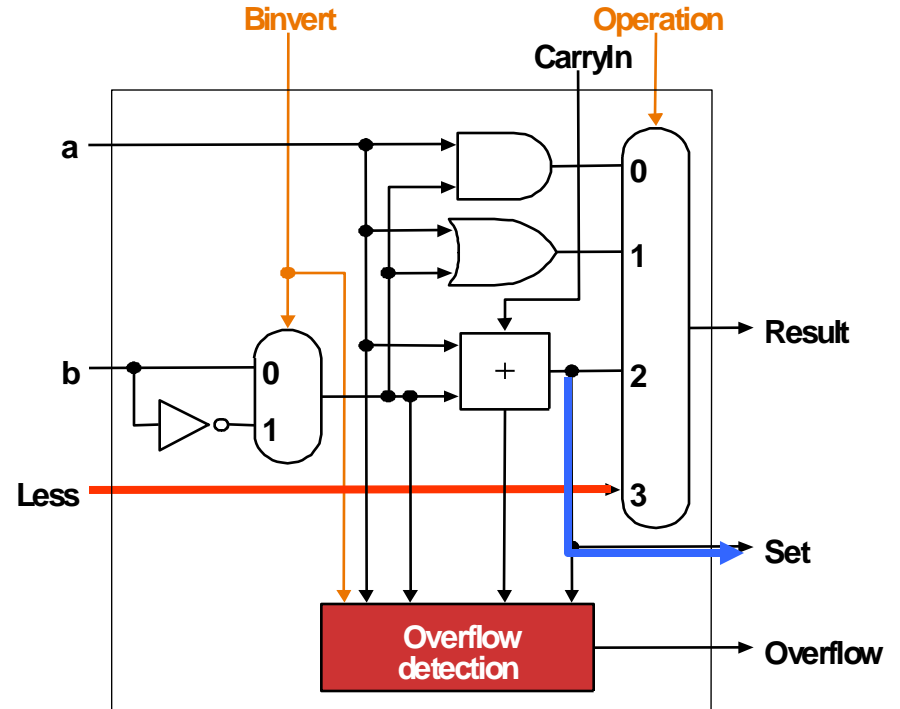 Binvert
Operation
CarryIn
a
0
1
b
0
+
2
Result
1
Less
3
Set
Overflow
detection
Overflow